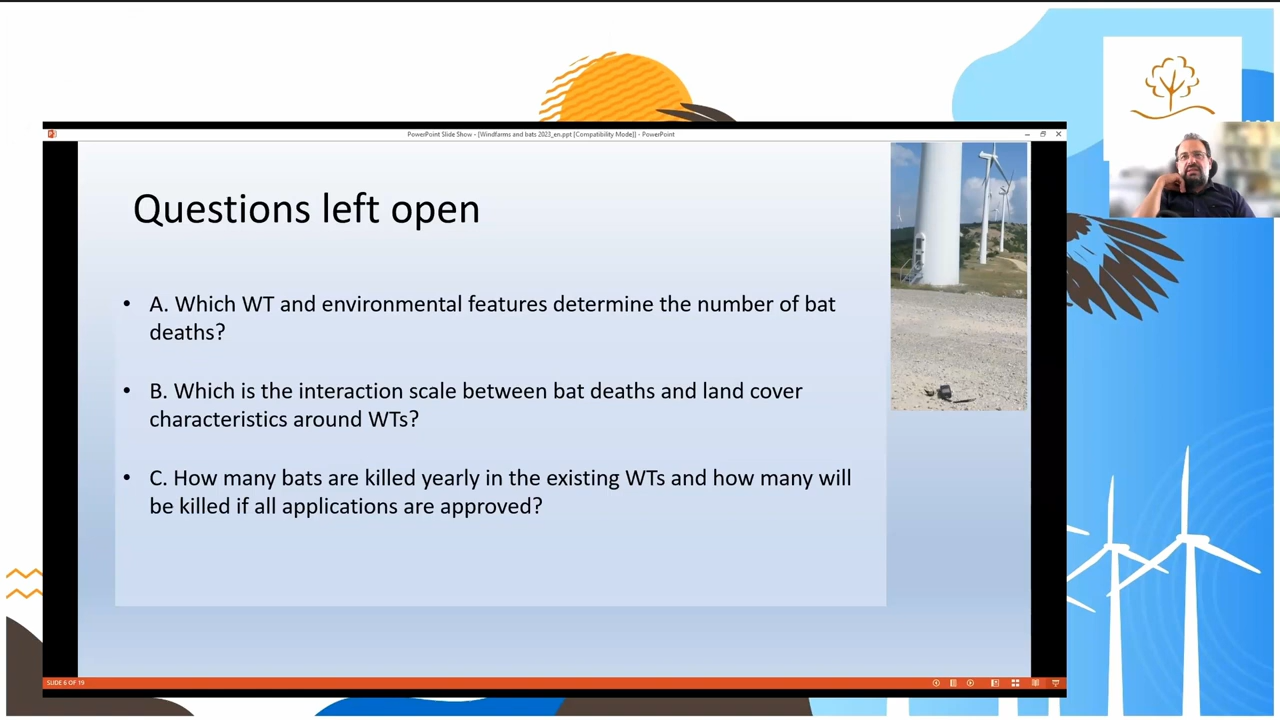 PowerPoint Slide Show - [Windfarms and bats 2023_en.ppt [Compatibility Mode]] - PowerPoint
Questions left open
• A. Which WT and environmental features determine the number of bat
deaths?
• B. Which is the interaction scale between bat deaths and land cover
characteristics around WTs?
• C. How many bats are killed yearly in the existing WTs and how many will
be killed if all applications are approved?
SLIDE 6 OF 19